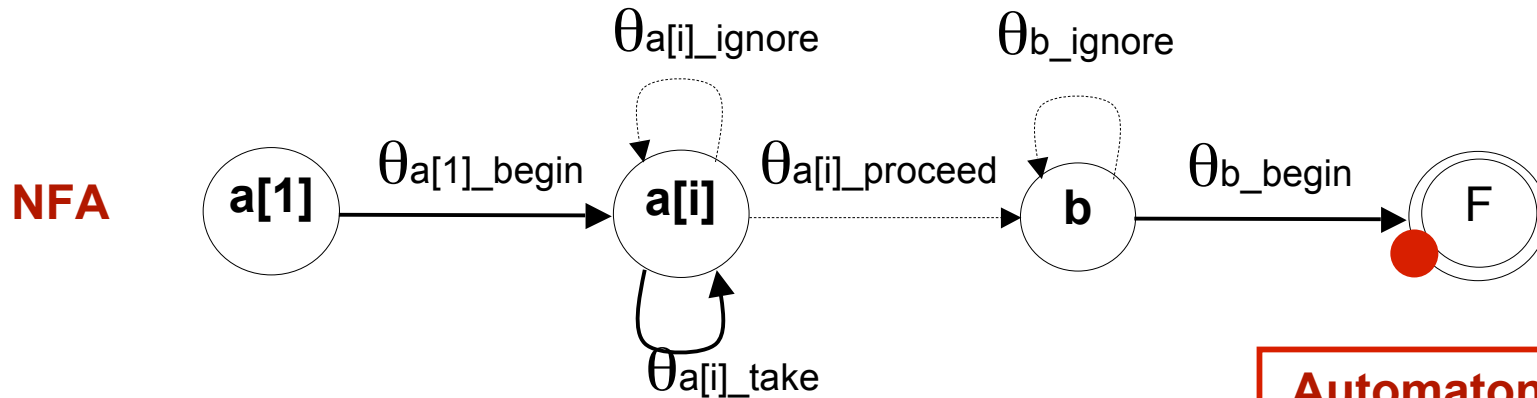 θa[i]_ignore
θb_ignore
NFA
a[1]
θa[1]_begin
a[i]
θa[i]_proceed
b
θb_begin
F
θa[i]_take
Automaton